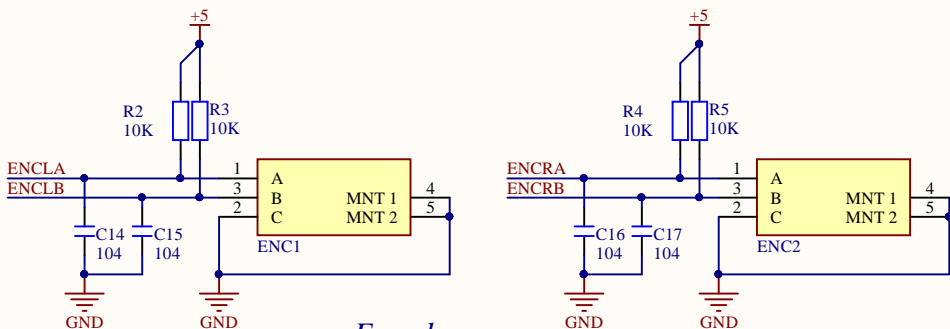 +5
+5
R2 R3
10K 10K
R4 R5
10K 10K
ENCLA 1 A
ENCLB 3 B MNT 1 4
2 C MNT 2 5
C14 C15 ENC1
104 104
GND GND
ENCRA 1 A
ENCRB 3 B MNT 1 4
2 C MNT 2 5
C16 C17 ENC2
104 104
GND GND